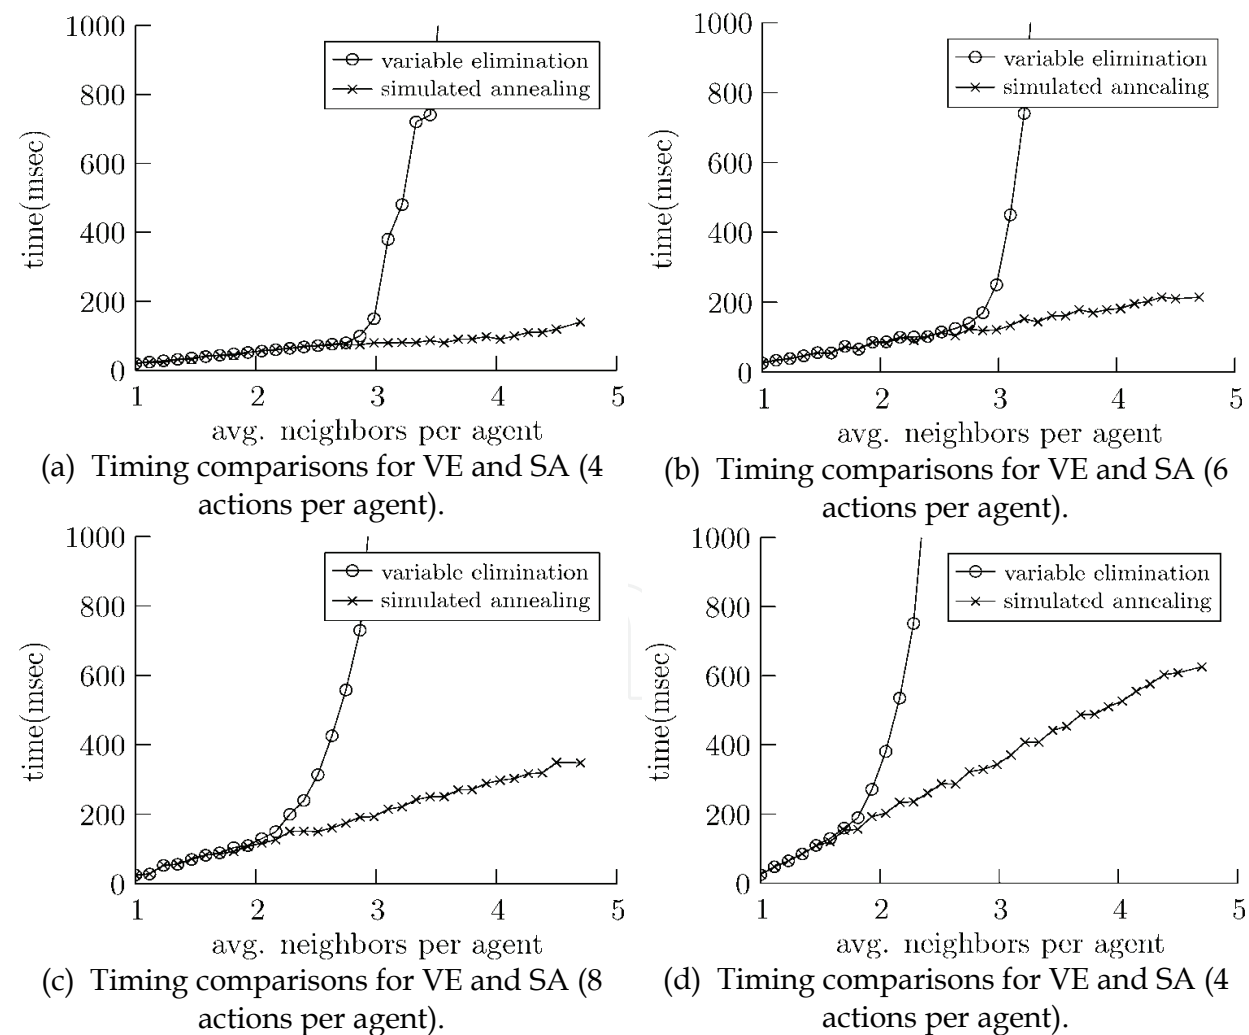 1000
800
600
400
200
0
time(msec)
variable elimination
simulated annealing
1 2 3 4 5
avg. neighbors per agent
(a) Timing comparisons for VE and SA (4
actions per agent).
1000
800
600
400
200
0
time(msec)
variable elimination
simulated annealing
1 2 3 4 5
avg. neighbors per agent
(b) Timing comparisons for VE and SA (6
actions per agent).
1000
800
600
400
200
0
time(msec)
variable elimination
simulated annealing
1 2 3 4 5
avg. neighbors per agent
(c) Timing comparisons for VE and SA (8
actions per agent).
1000
800
600
400
200
0
time(msec)
variable elimination
simulated annealing
1 2 3 4 5
avg. neighbors per agent
(d) Timing comparisons for VE and SA (4
actions per agent).